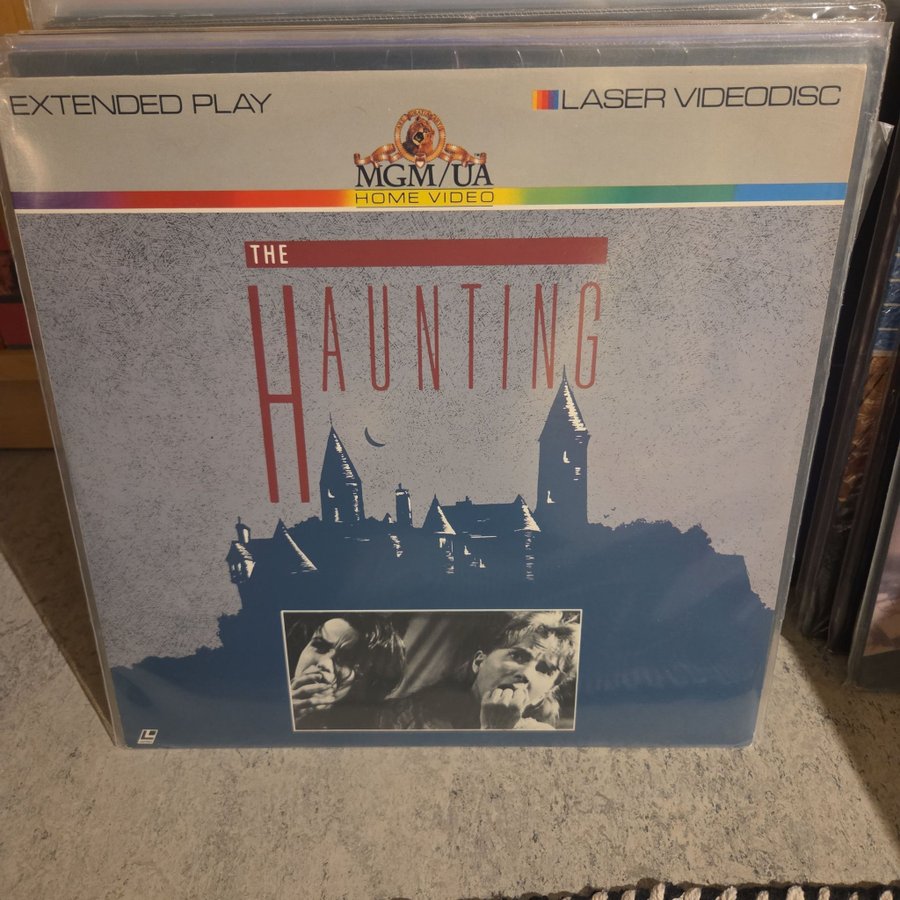 EXTENDED PLAY
LASER VIDEODISC
MGM/UA
HOME VIDEO
THE
HAUNTING